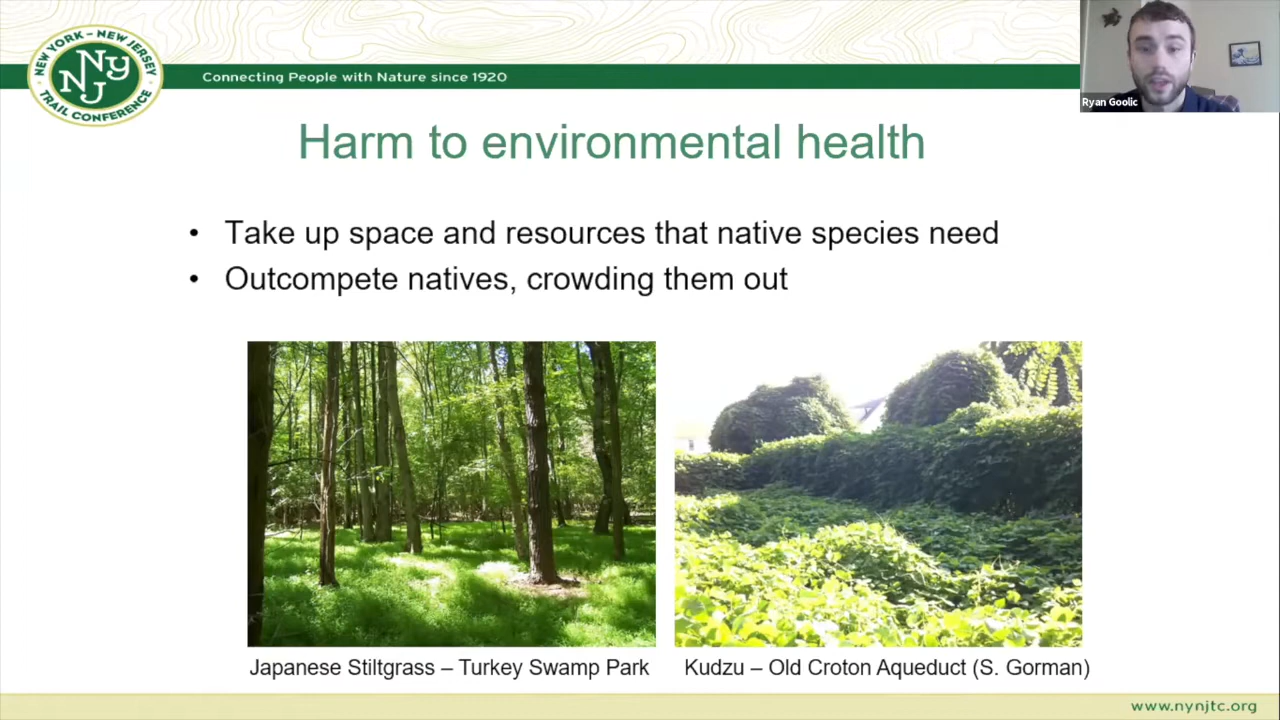 NEW YORK – NEW JERSEY
NY
NJ
TRAIL CONFERENCE
Connecting People with Nature since 1920
Ryan Goolic
Harm to environmental health
• Take up space and resources that native species need
• Outcompete natives, crowding them out
Japanese Stiltgrass – Turkey Swamp Park
Kudzu – Old Croton Aqueduct (S. Gorman)
www.nynjtc.org